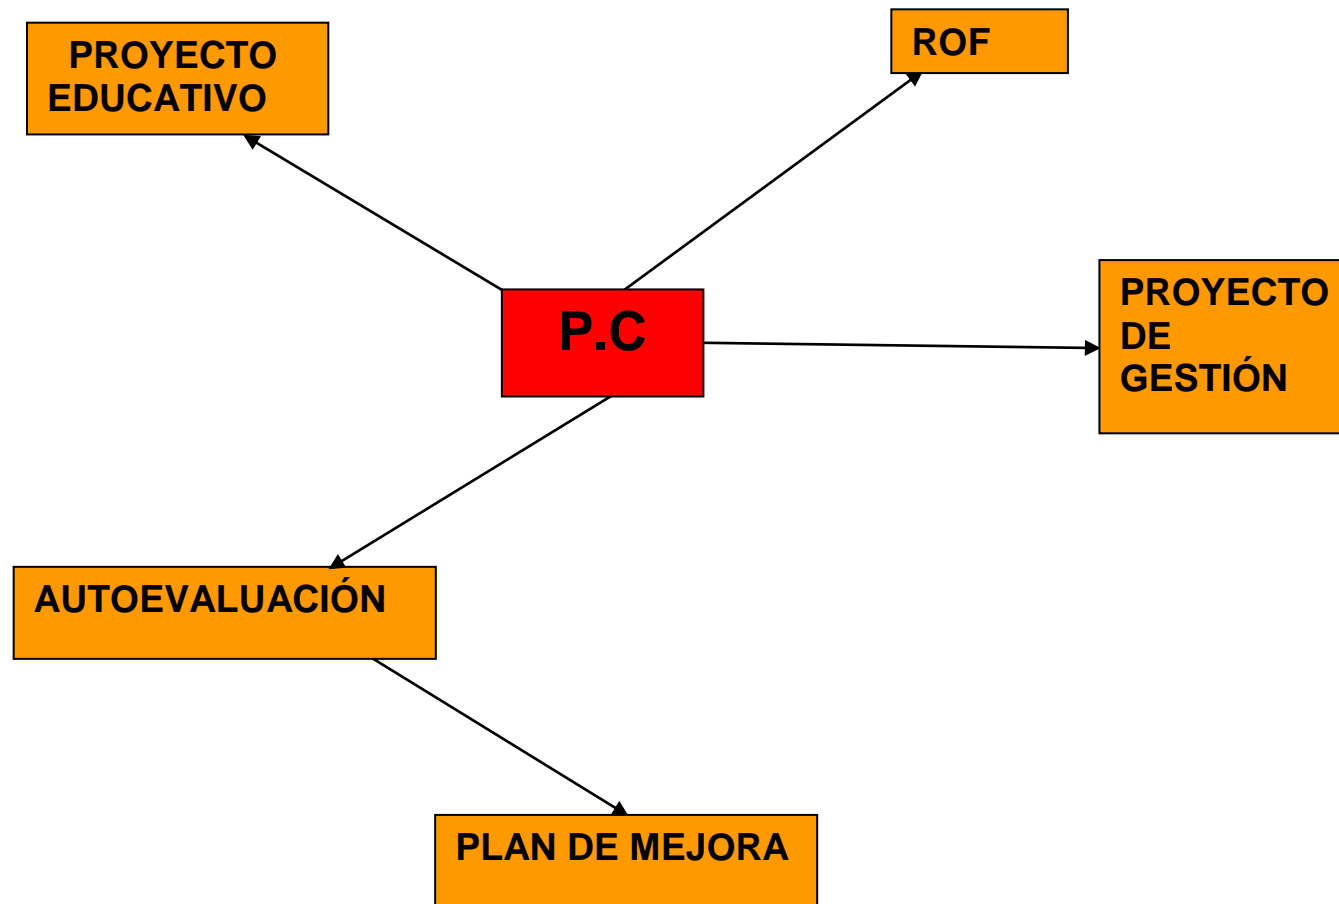 PROYECTO
EDUCATIVO
ROF
P.C
PROYECTO
DE
GESTIÓN
AUTOEVALUACIÓN
PLAN DE MEJORA